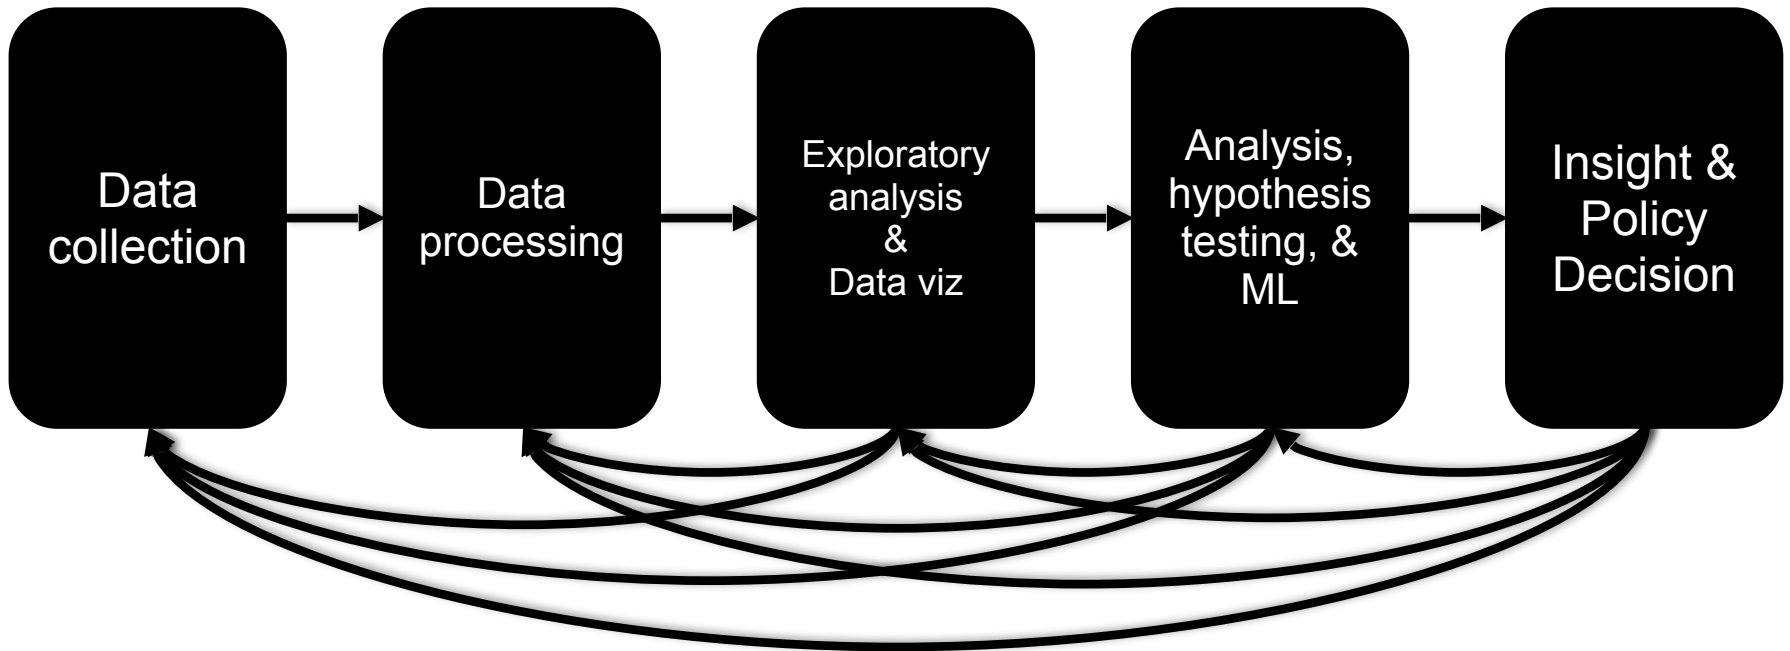 Data
collection
Data
processing
Exploratory
analysis
&
Data viz
Analysis,
hypothesis
testing, &
ML
Insight &
Policy
Decision